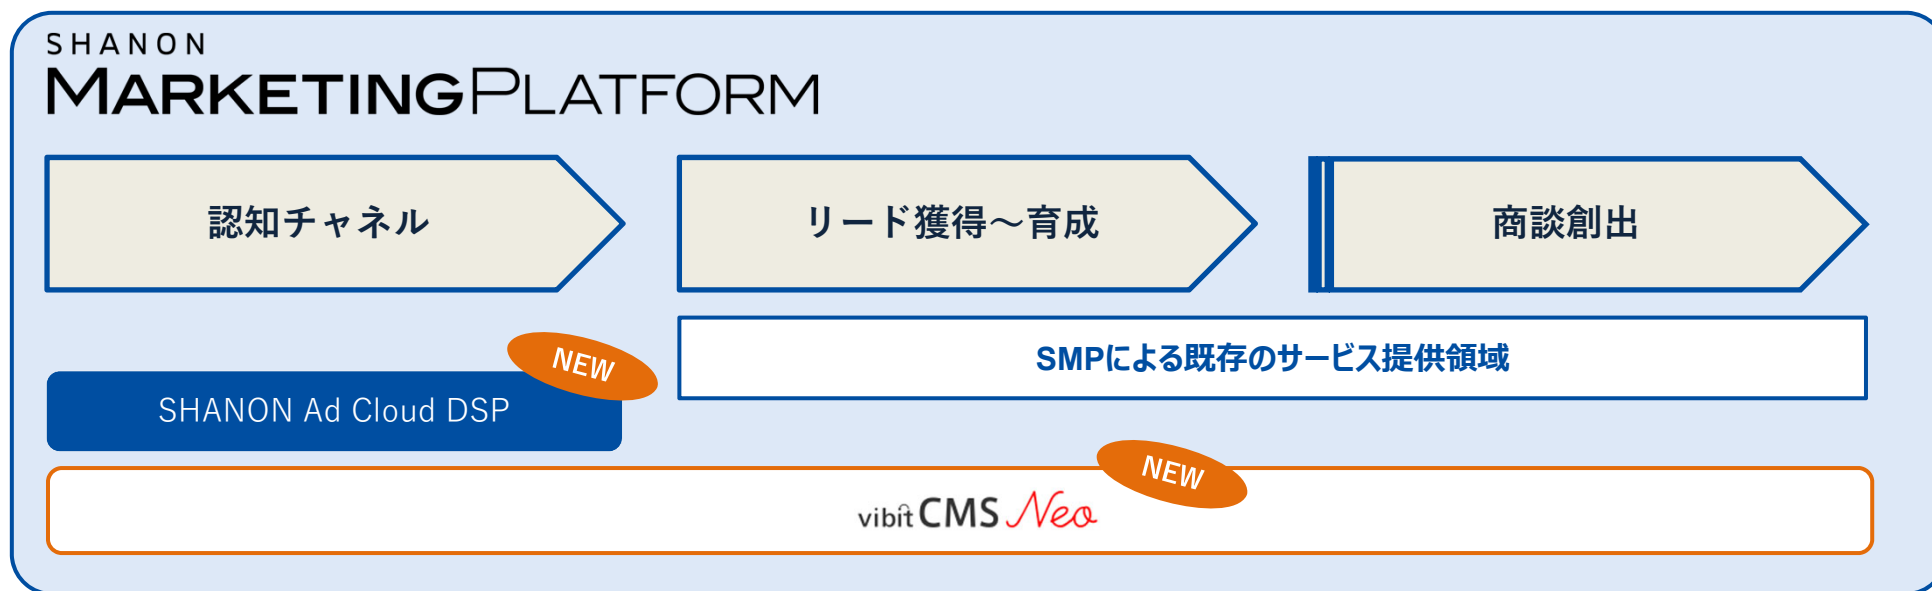 SHANON
MARKETINGPLATFORM
認知チャネル
リード獲得～育成
商談創出
NEW
SMPによる既存のサービス提供領域
SHANON Ad Cloud DSP
NEW
vibit CMS Neo